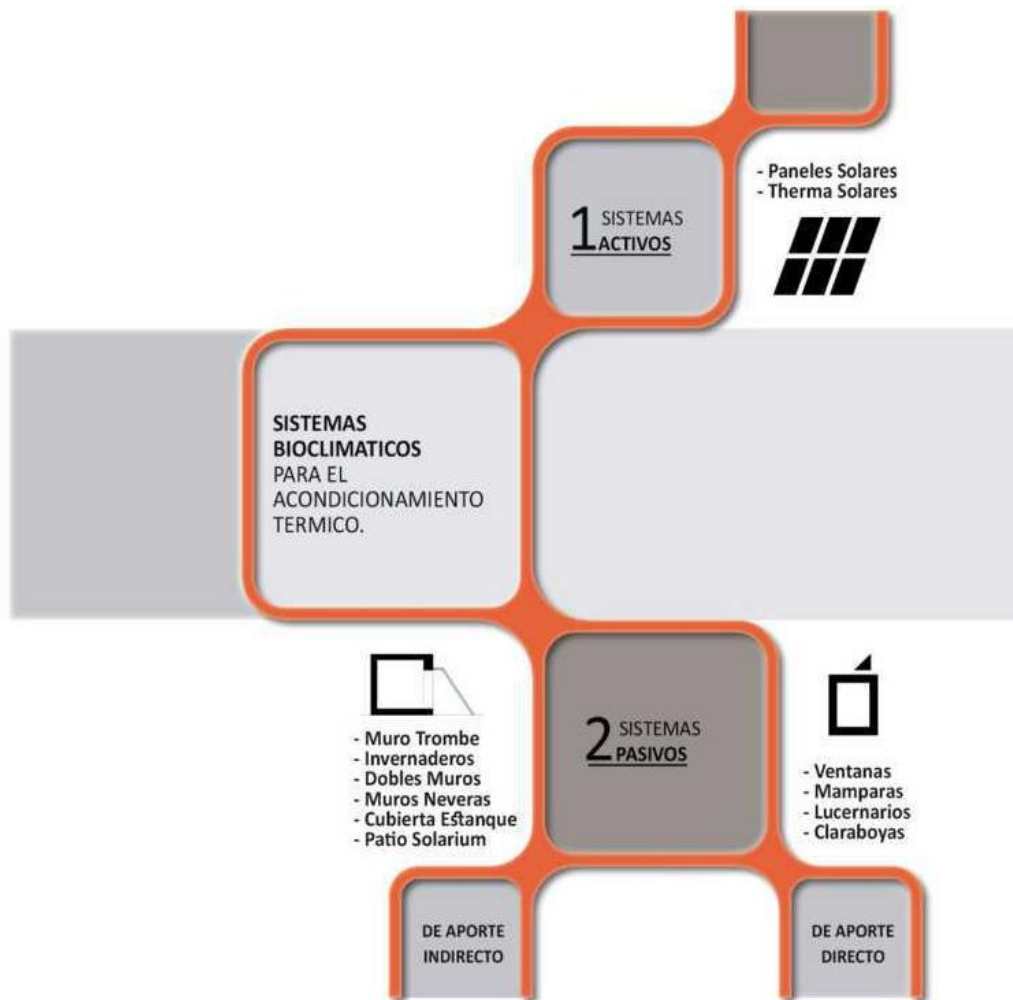 - Paneles Solares
- Therma Solares
1 SISTEMAS
ACTIVOS
SISTEMAS
BIOCLIMATICOS
PARA EL
ACONDICIONAMIENTO
TERMICO.
2 SISTEMAS
PASIVOS
- Muro Trombe
- Invernaderos
- Dobles Muros
- Muros Neveras
- Cubierta Estanque
- Patio Solarium
- Ventanas
- Mamparas
- Lucernarios
- Claraboyas
DE APORTE
INDIRECTO
DE APORTE
DIRECTO